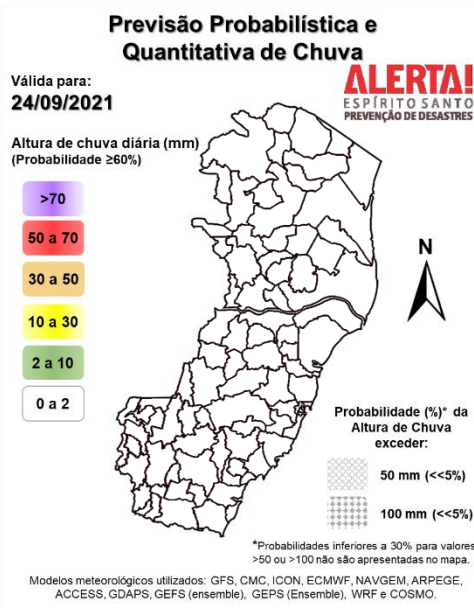 Previsão Probabilística e
Quantitativa de Chuva
Válida para:
24/09/2021
ALERTA!
ESPÍRITO SANTO
PREVENÇÃO DE DESASTRES
Altura de chuva diária (mm)
(Probabilidade ≥60%)
>70
50 a 70
30 a 50
10 a 30
2 a 10
0 a 2
N
Probabilidade (%)* da
Altura de Chuva
exceder:
50 mm (<<5%)
100 mm (<<5%)
*Probabilidades inferiores a 30% para valores
>50 ou >100 não são apresentadas no mapa.
Modelos meteorológicos utilizados: GFS, CMC, ICON, ECMWF, NAVGEM, ARPEGE,
ACCESS, GDAPS, GEFS (ensemble), GEPS (Ensemble), WRF e COSMO.